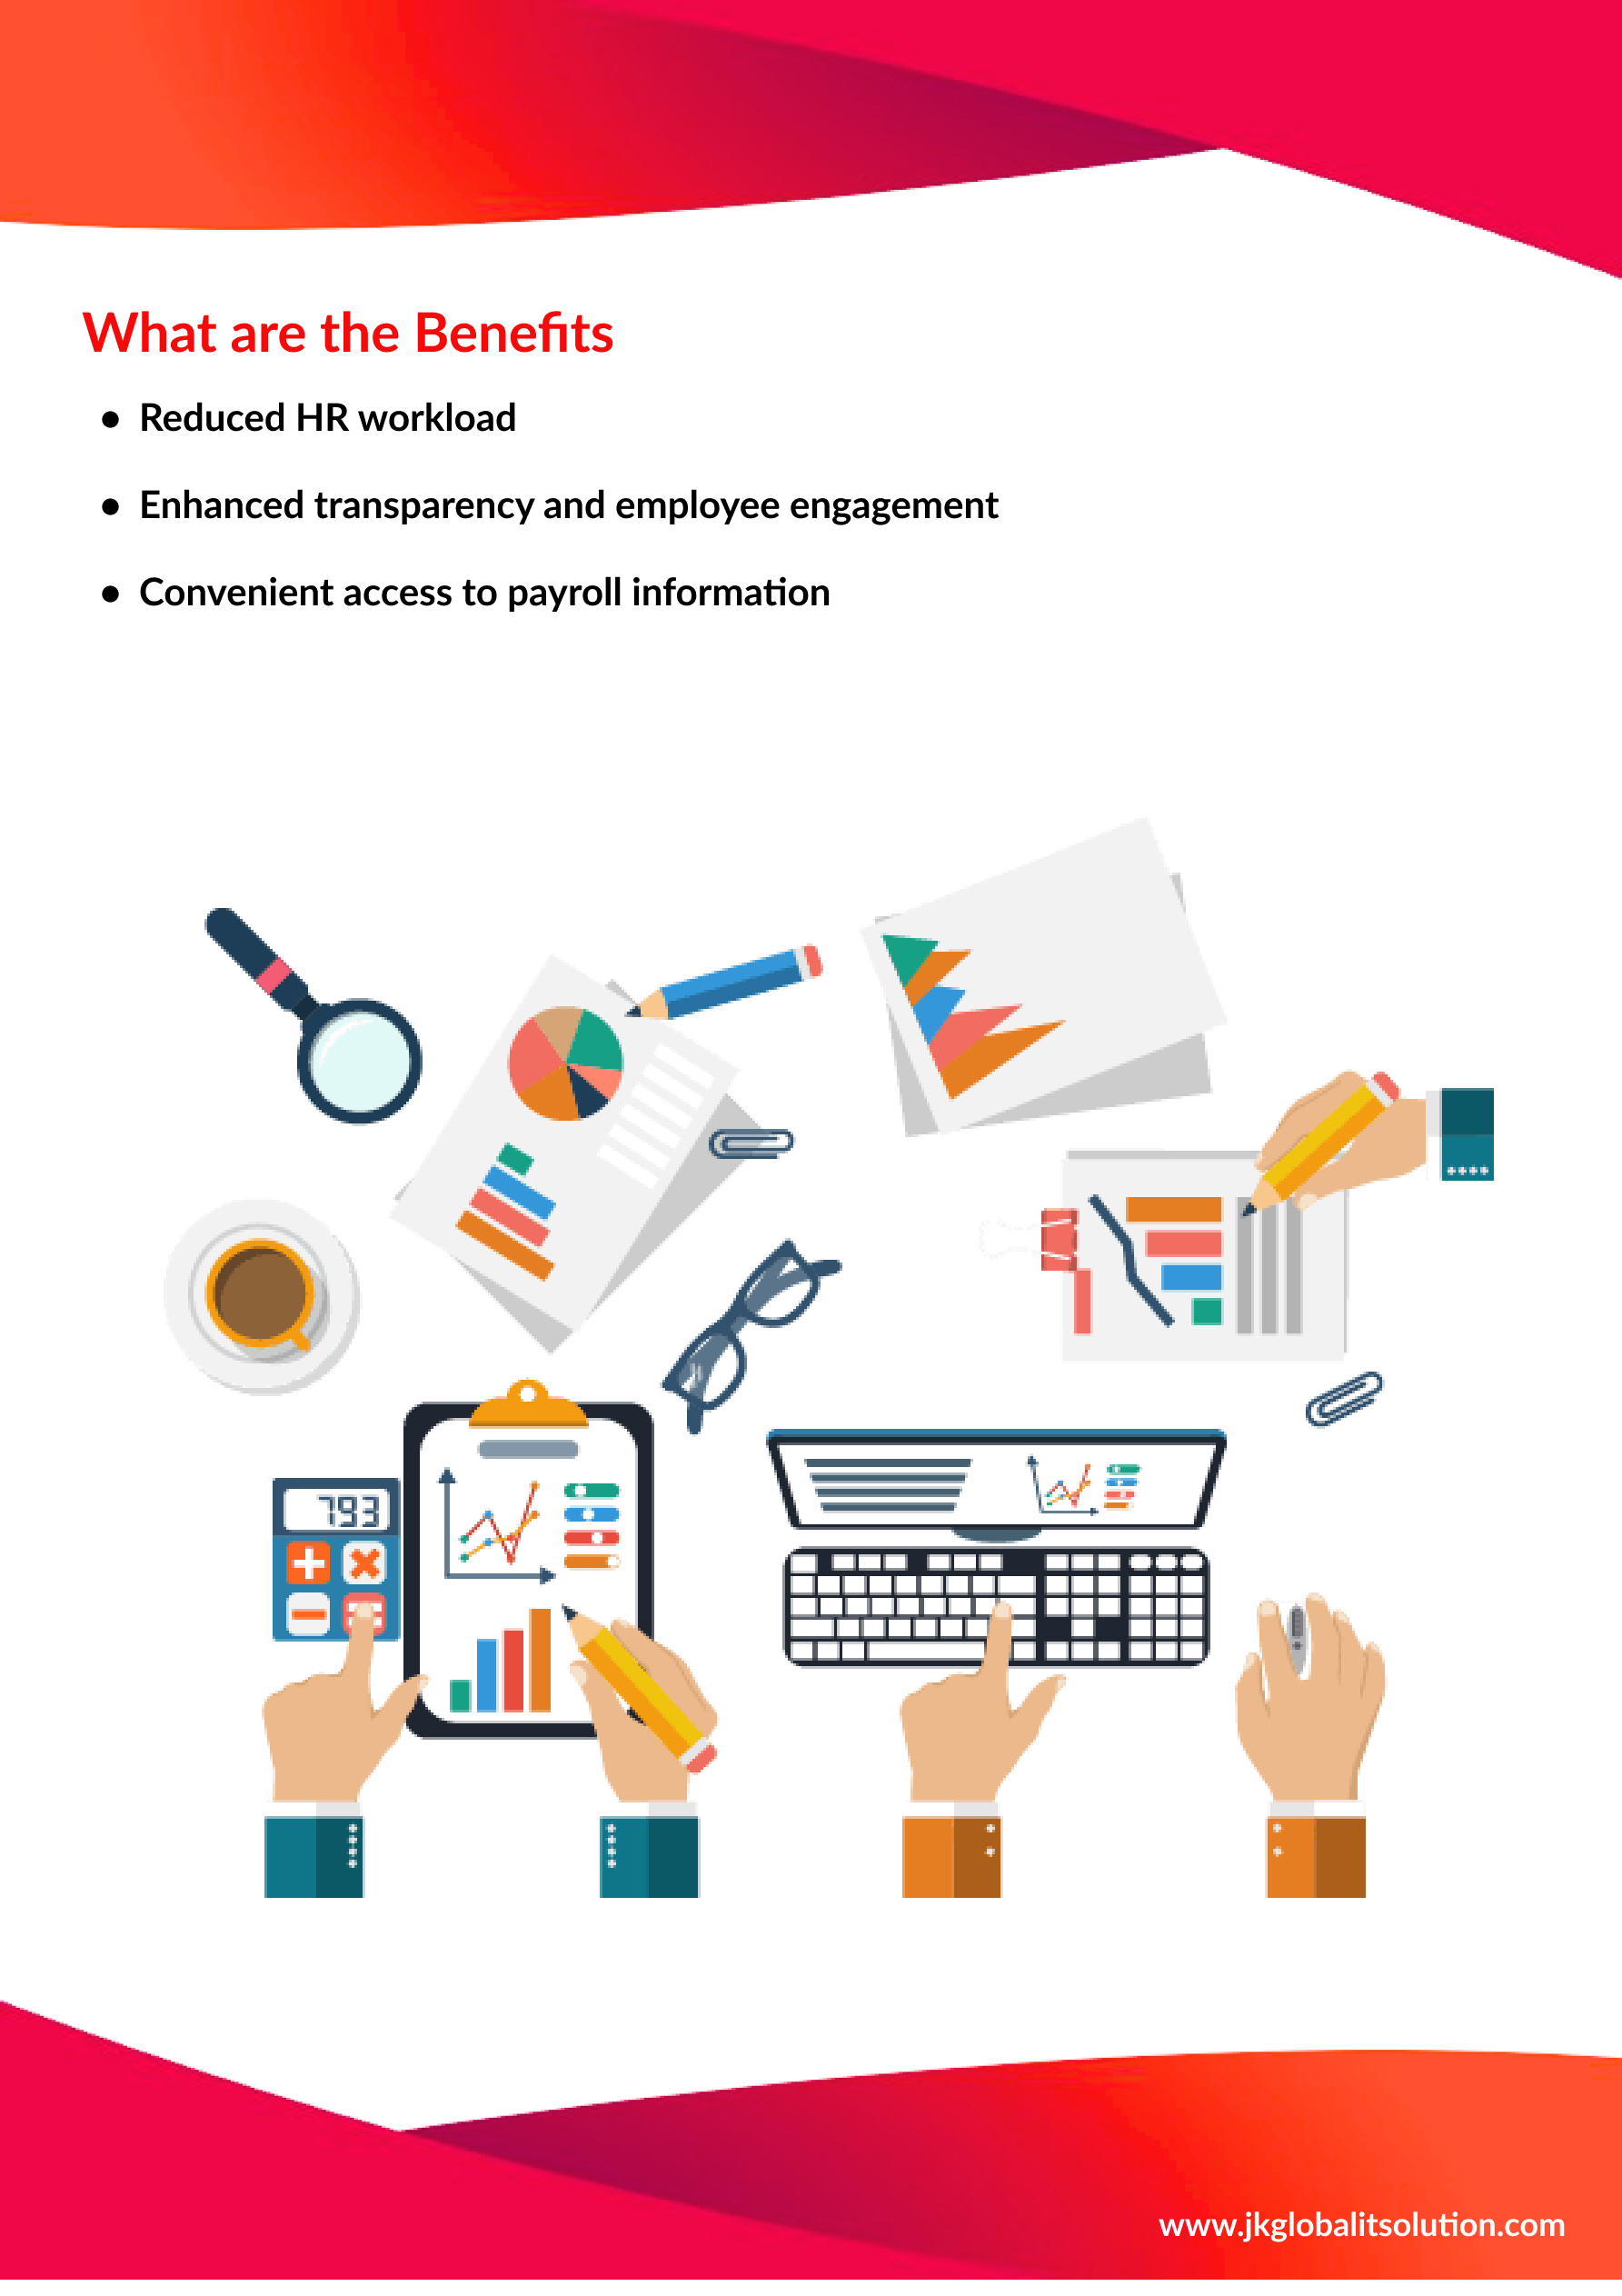 What are the Benefits
● Reduced HR workload
● Enhanced transparency and employee engagement
● Convenient access to payroll information
793
www.jkglobalitsolution.com